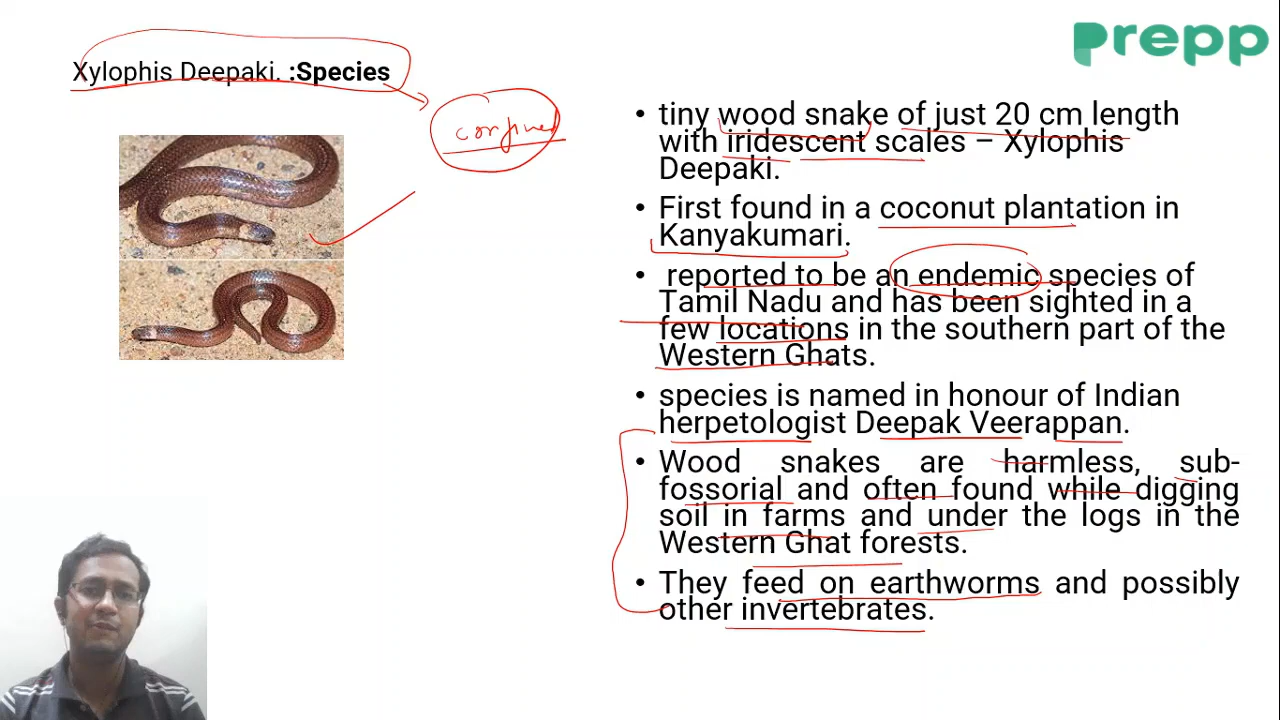 Prepp
Xylophis Deepaki. :Species
confined
• tiny wood snake of just 20 cm length
with iridescent scales – Xylophis
Deepaki.
• First found in a coconut plantation in
Kanyakumari.
• reported to be an endemic species of
Tamil Nadu and has been sighted in a
few locations in the southern part of the
Western Ghats.
• species is named in honour of Indian
herpetologist Deepak Veerappan.
• Wood snakes are harmless, sub-
fossorial and often found while digging
soil in farms and under the logs in the
Western Ghat forests.
• They feed on earthworms and possibly
other invertebrates.